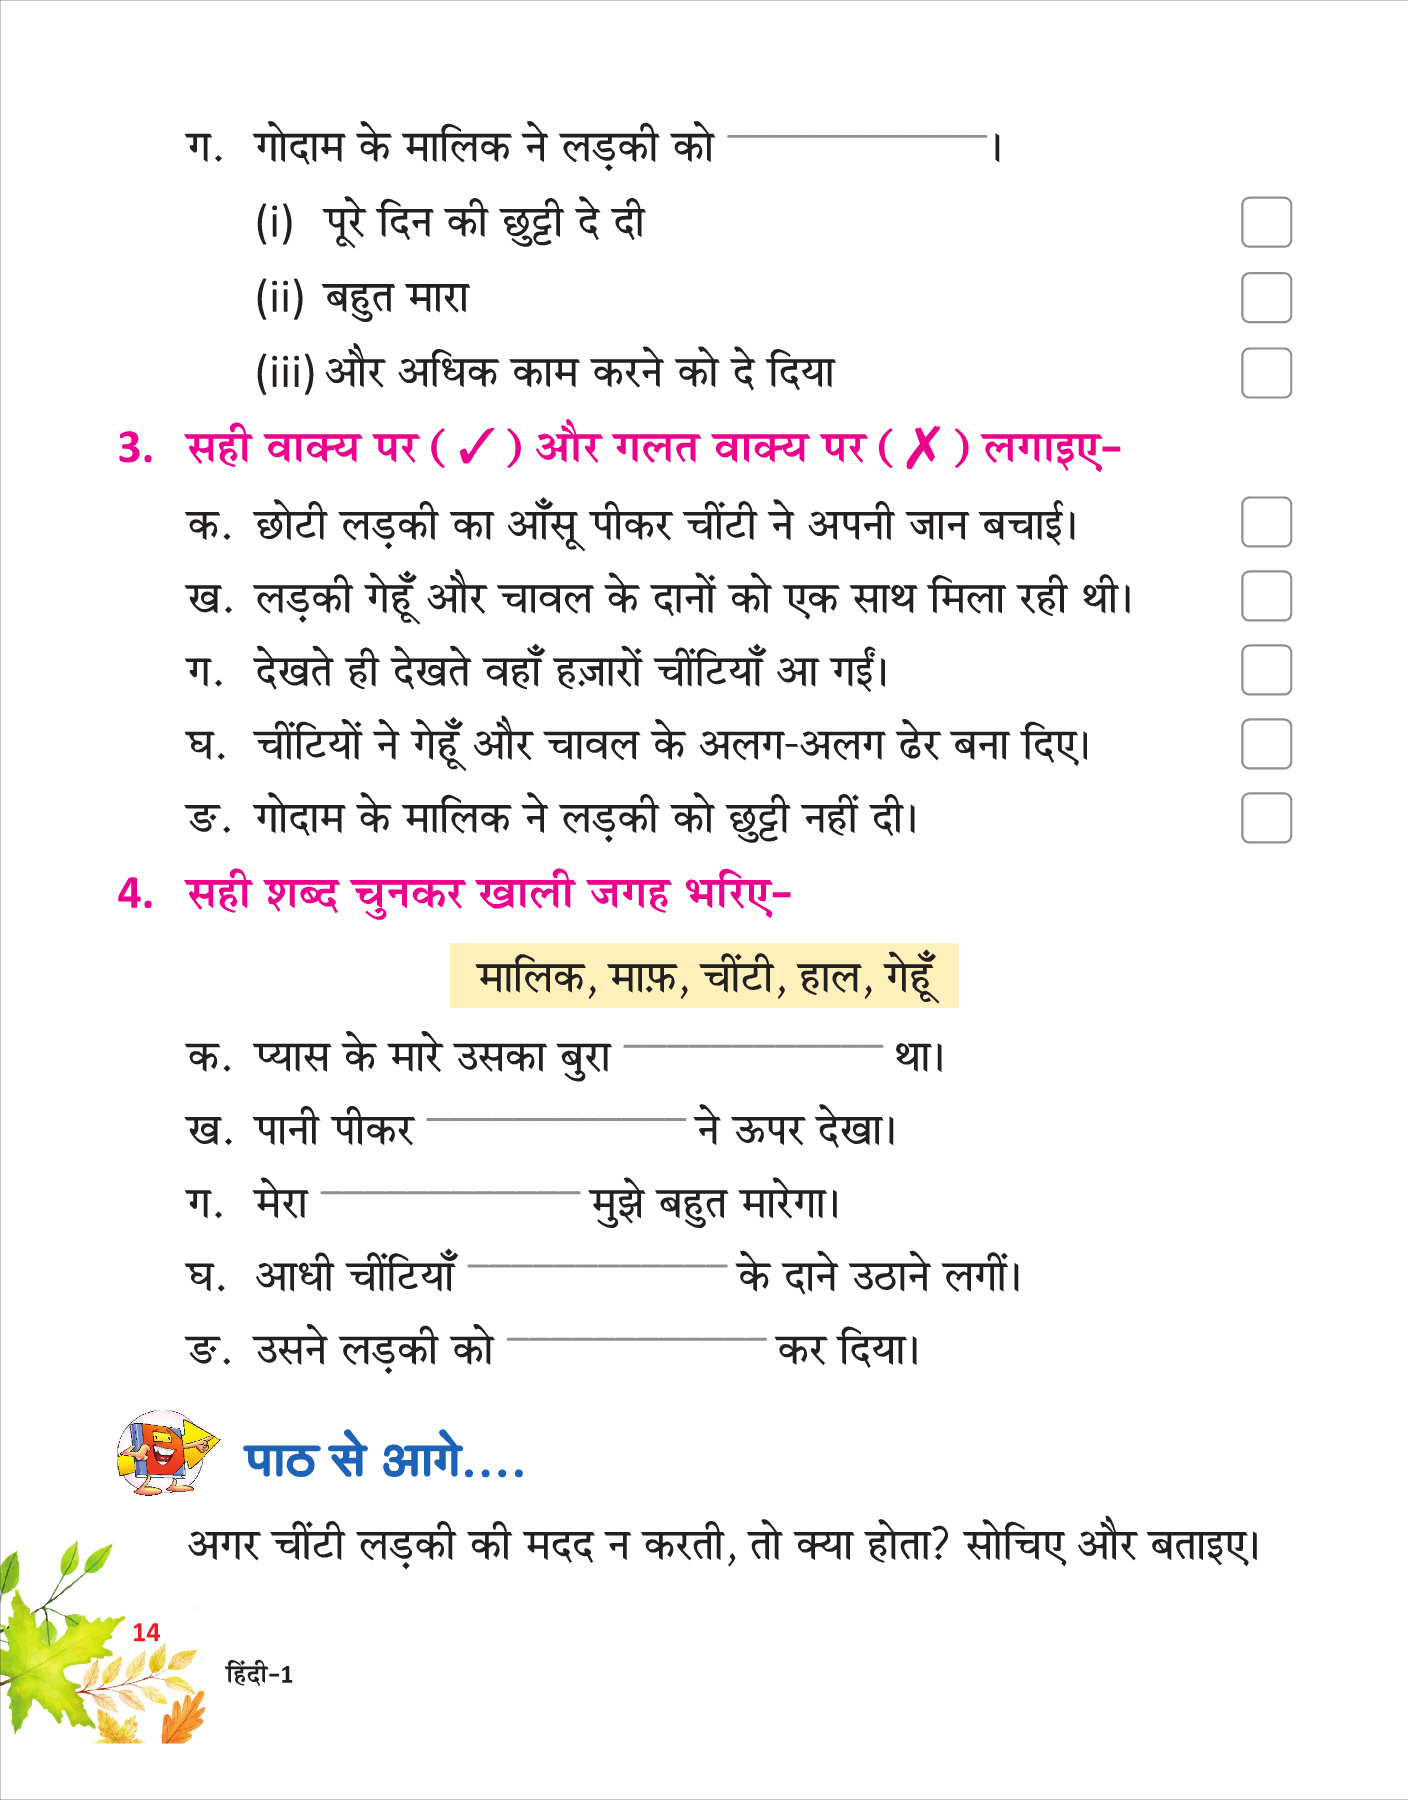 ग. गोदाम के मालिक ने लड़की को ____________।
(i) पूरे दिन की छुट्टी दे दी
(ii) बहुत मारा
(iii) और अधिक काम करने को दे दिया
3. सही वाक्य पर ( ✓ ) और गलत वाक्य पर ( ✗ ) लगाइए–
क. छोटी लड़की का आँसू पीकर चींटी ने अपनी जान बचाई।
ख. लड़की गेहूँ और चावल के दानों को एक साथ मिला रही थी।
ग. देखते ही देखते वहाँ हज़ारों चींटियाँ आ गईं।
घ. चींटियों ने गेहूँ और चावल के अलग-अलग ढेर बना दिए।
ङ. गोदाम के मालिक ने लड़की को छुट्टी नहीं दी।
4. सही शब्द चुनकर खाली जगह भरिए–
मालिक, माफ़, चींटी, हाल, गेहूँ
क. प्यास के मारे उसका बुरा ____________ था।
ख. पानी पीकर ____________ ने ऊपर देखा।
ग. मेरा ____________ मुझे बहुत मारेगा।
घ. आधी चींटियाँ ____________ के दाने उठाने लगीं।
ङ. उसने लड़की को ____________ कर दिया।
पाठ से आगे....
अगर चींटी लड़की की मदद न करती, तो क्या होता? सोचिए और बताइए।
14
हिंदी–1